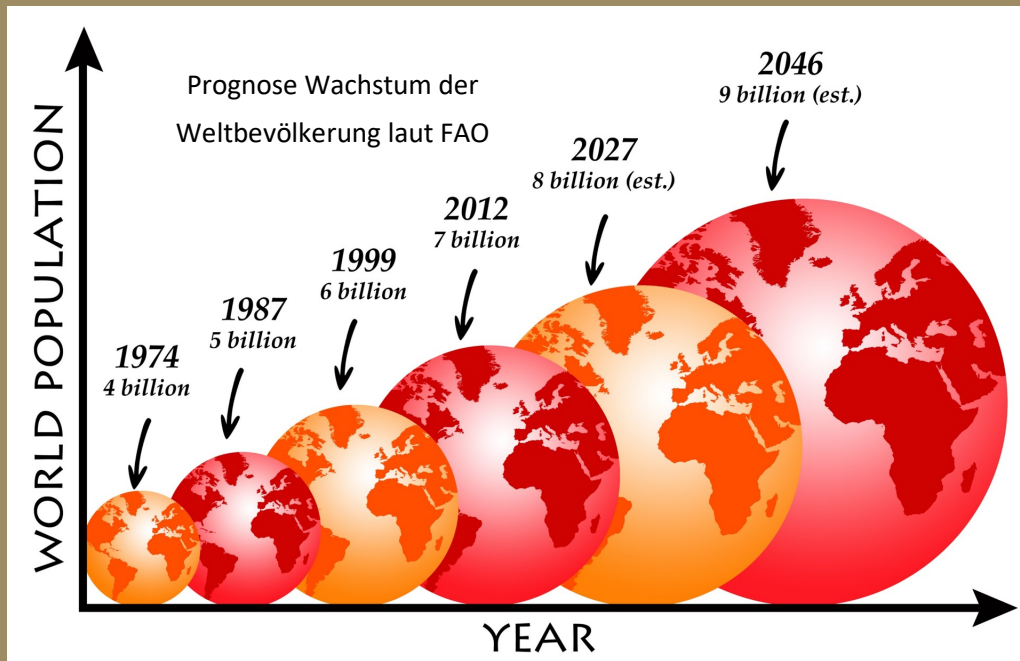 Prognose Wachstum der
Weltbevölkerung laut FAO
WORLD POPULATION
1974
4 billion
1987
5 billion
1999
6 billion
2012
7 billion
2027
8 billion (est.)
2046
9 billion (est.)
YEAR